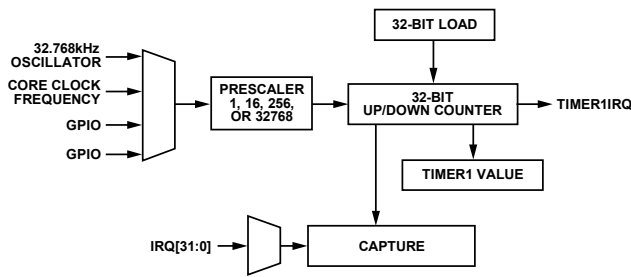 32-BIT LOAD
32.768kHz
OSCILLATOR
CORE CLOCK
FREQUENCY
GPIO
GPIO
PRESCALER
1, 16, 256,
OR 32768
32-BIT
UP/DOWN COUNTER
TIMER1IRQ
TIMER1 VALUE
IRQ[31:0]
CAPTURE